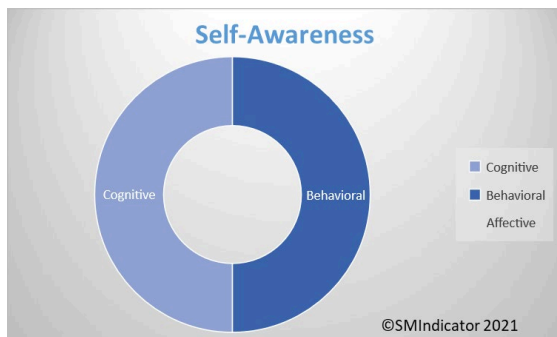 Self-Awareness
Cognitive
Behavioral
Cognitive
Behavioral
Affective
©SMIndicator 2021